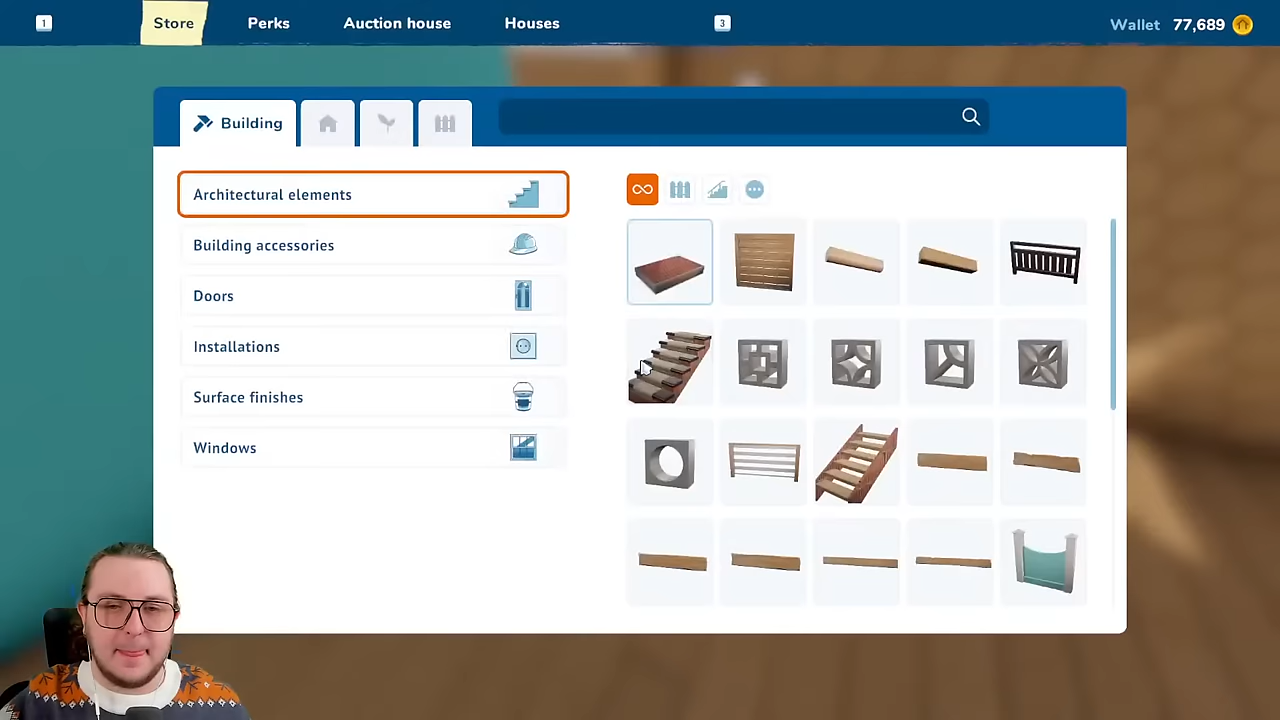 1 Store Perks Auction house Houses 3 Wallet 77,689
Building
Architectural elements
Building accessories
Doors
Installations
Surface finishes
Windows